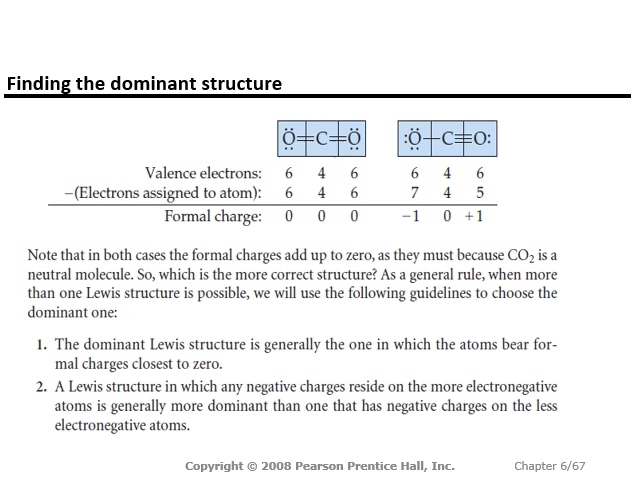 Finding the dominant structure
Ö=C=Ö :Ö—C≡O:
Valence electrons: 6 4 6 6 4 6
−(Electrons assigned to atom): 6 4 6 7 4 5
Formal charge: 0 0 0 −1 0 +1
Note that in both cases the formal charges add up to zero, as they must because CO₂ is a
neutral molecule. So, which is the more correct structure? As a general rule, when more
than one Lewis structure is possible, we will use the following guidelines to choose the
dominant one:
1. The dominant Lewis structure is generally the one in which the atoms bear for-
mal charges closest to zero.
2. A Lewis structure in which any negative charges reside on the more electronegative
atoms is generally more dominant than one that has negative charges on the less
electronegative atoms.
Copyright © 2008 Pearson Prentice Hall, Inc. Chapter 6/67